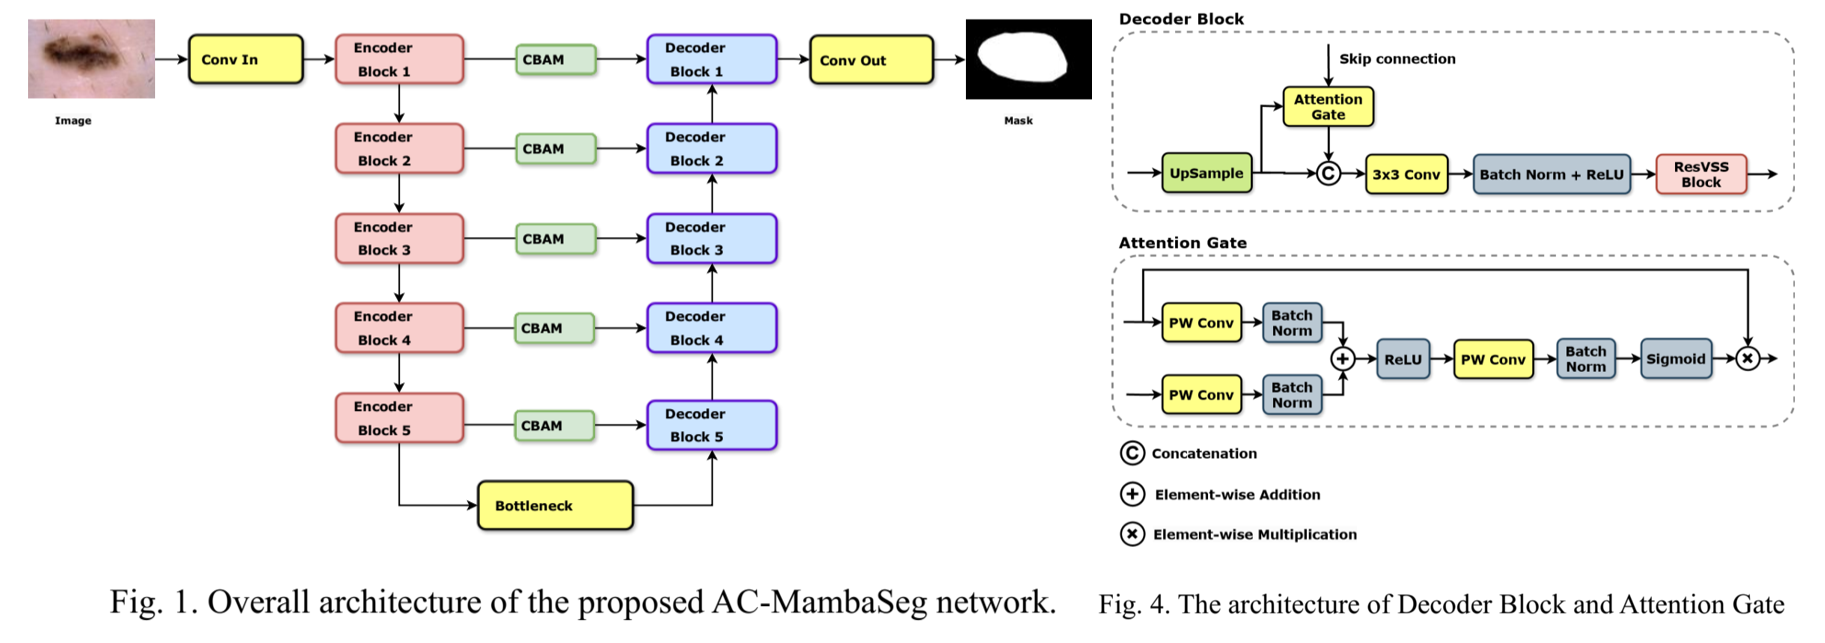 Image
Conv In
Encoder
Block 1
CBAM
Decoder
Block 1
Conv Out
Mask
Encoder
Block 2
CBAM
Decoder
Block 2
Encoder
Block 3
CBAM
Decoder
Block 3
Encoder
Block 4
CBAM
Decoder
Block 4
Encoder
Block 5
CBAM
Decoder
Block 5
Bottleneck
Fig. 1. Overall architecture of the proposed AC-MambaSeg network.
Decoder Block
Skip connection
Attention
Gate
UpSample
C
3x3 Conv
Batch Norm + ReLU
ResVSS
Block
Attention Gate
PW Conv
Batch
Norm
PW Conv
Batch
Norm
+
ReLU
PW Conv
Batch
Norm
Sigmoid
×
C Concatenation
+ Element-wise Addition
× Element-wise Multiplication
Fig. 4. The architecture of Decoder Block and Attention Gate